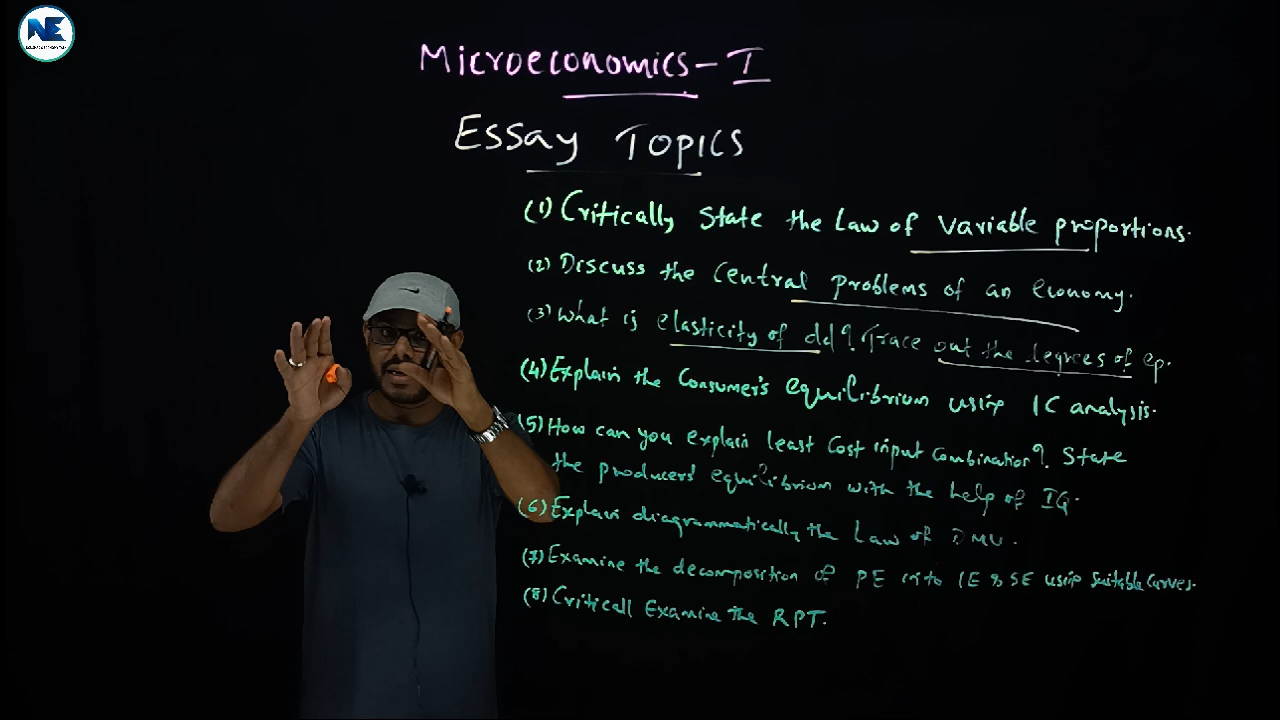 NE
Microeconomics - I
Essay Topics
(1) Critically state the Law of variable proportions.
(2) Discuss the central problems of an economy.
(3) What is elasticity of dd? Trace out the degrees of ep.
(4) Explain the Consumer's equilibrium using IC analysis.
(5) How can you explain least cost input combination? State
the producer's equilibrium with the help of IQ.
(6) Explain diagrammatically the Law of DMU.
(7) Examine the decomposition of PE into IE & SE using suitable curves.
(8) Criticall Examine the RPT.